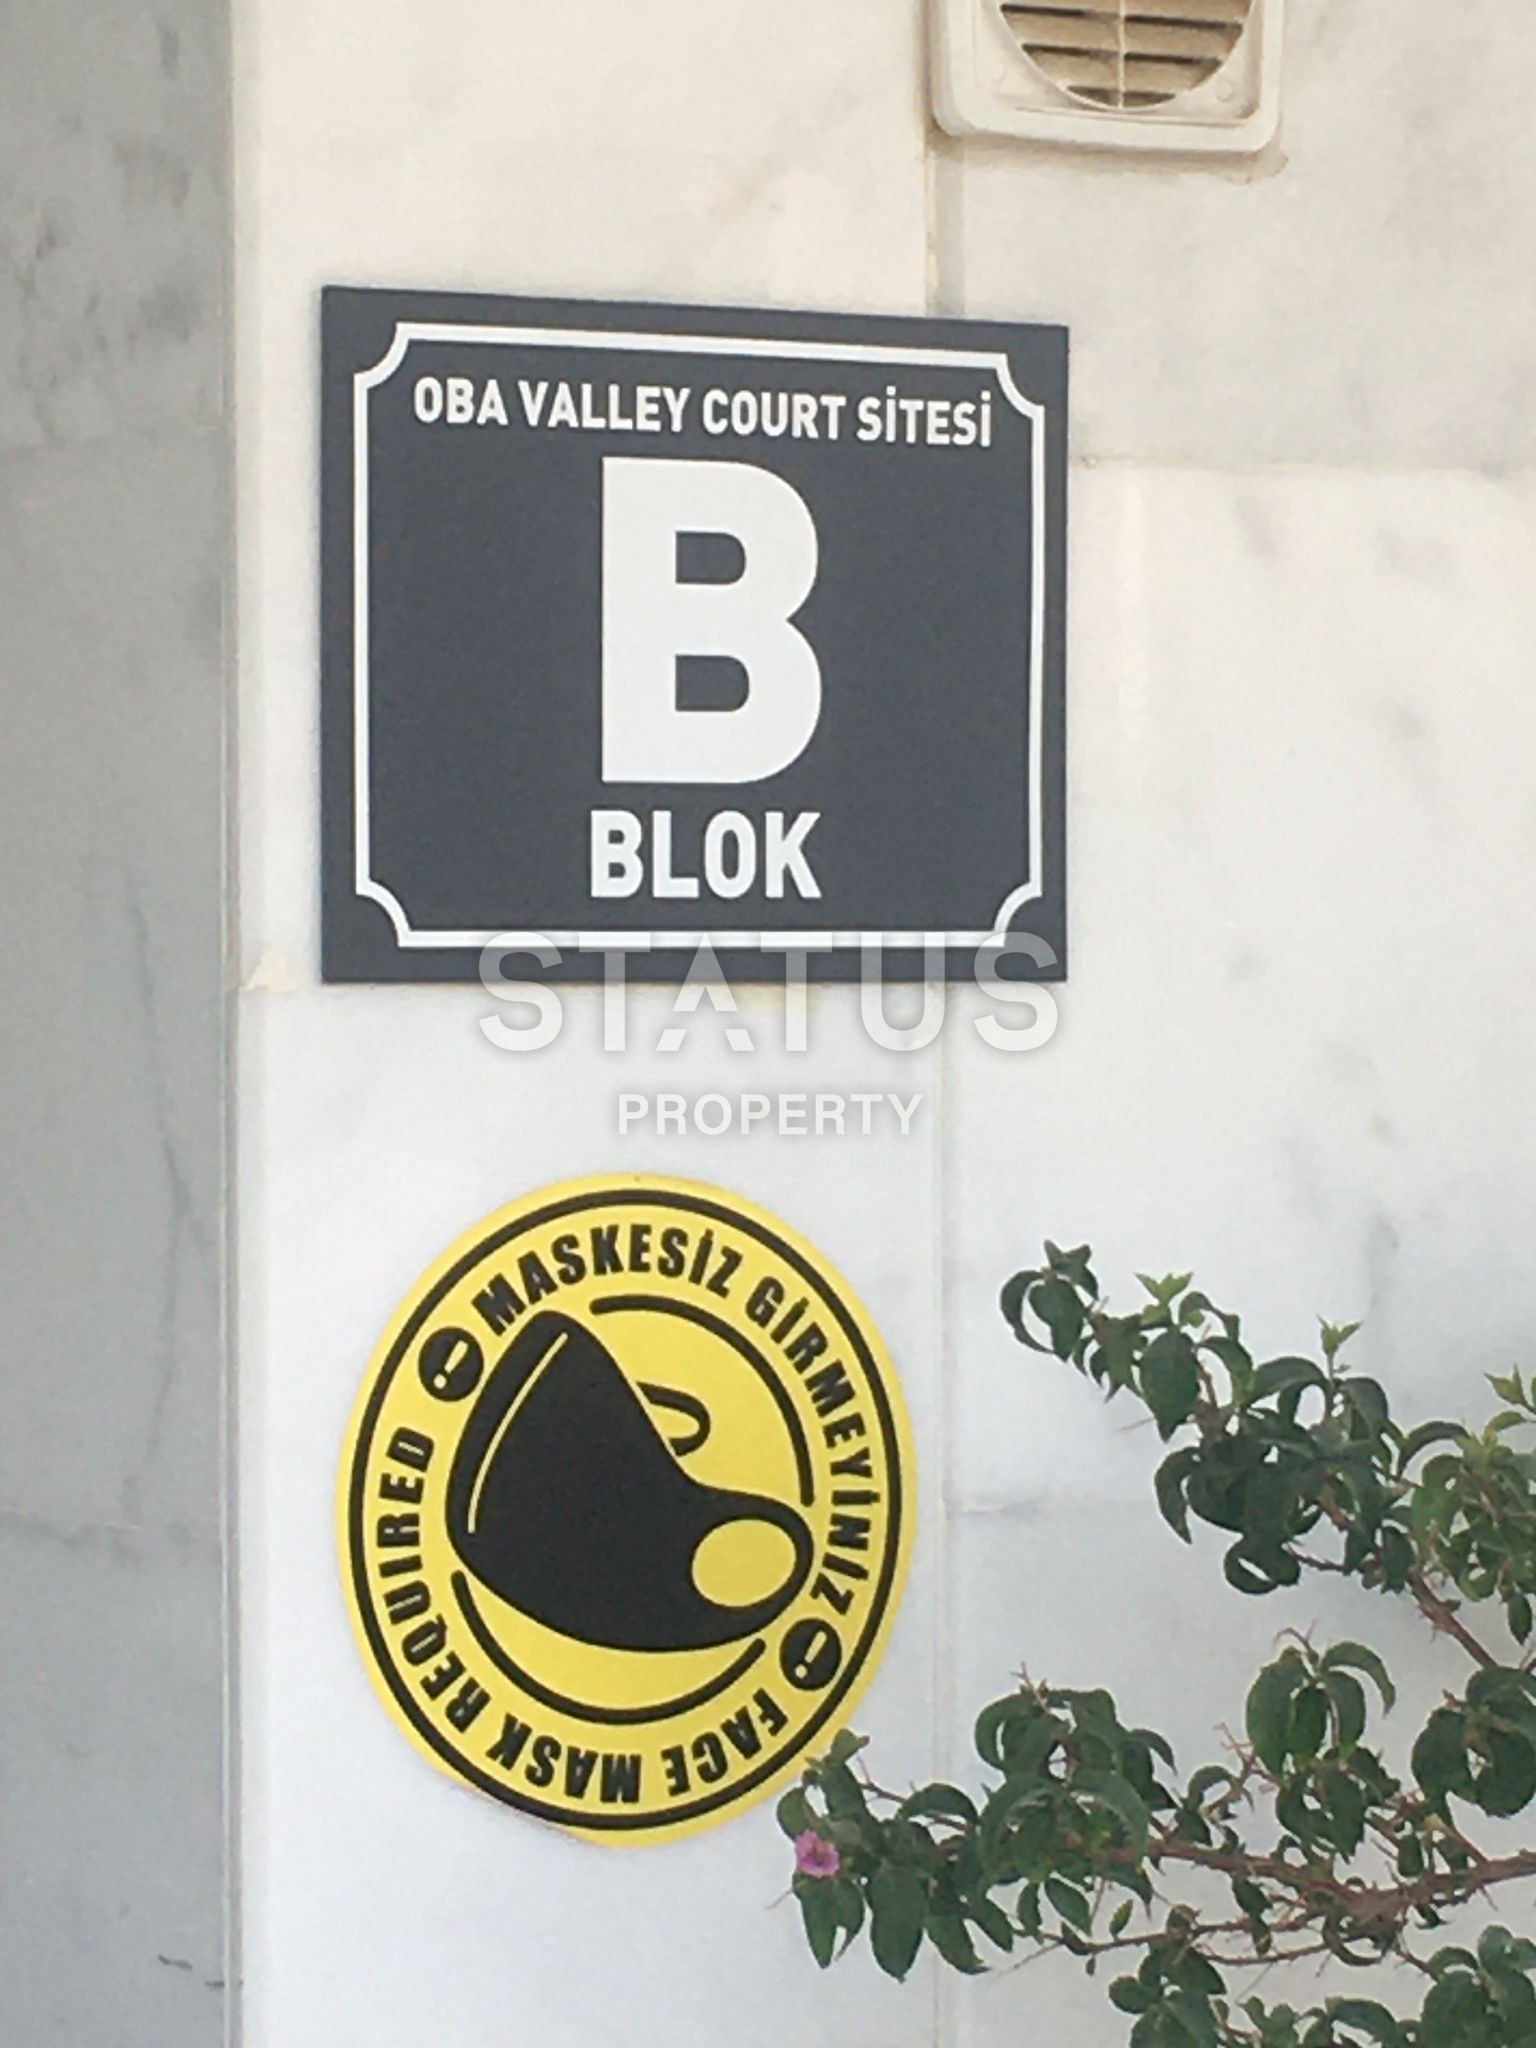 OBA VALLEY COURT SİTESİ
B
BLOK
STATUS
PROPERTY
MASKESİZ GİRMEYİNİZ
FACE MASK REQUIRED